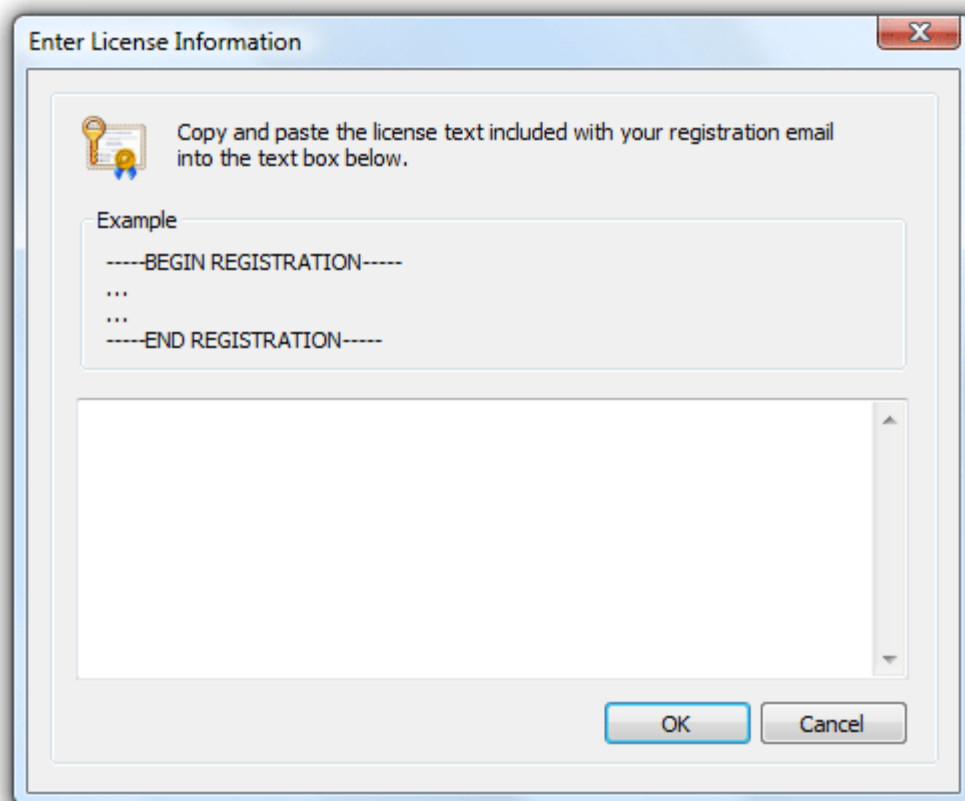 Enter License Information
Copy and paste the license text included with your registration email
into the text box below.
Example
-----BEGIN REGISTRATION-----
...
...
-----END REGISTRATION-----
OK
Cancel